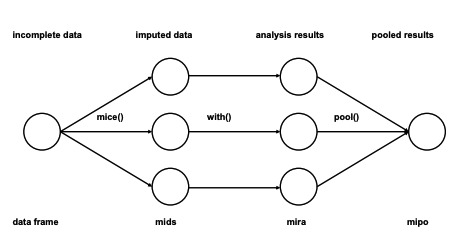 incomplete data imputed data analysis results pooled results
mice() with() pool()
data frame mids mira mipo